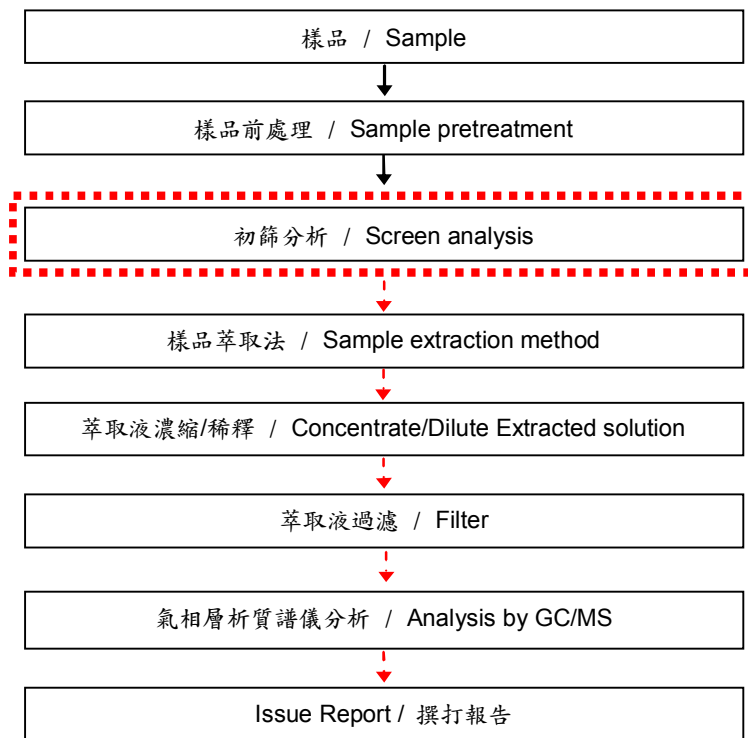 樣品 / Sample
樣品前處理 / Sample pretreatment
初篩分析 / Screen analysis
樣品萃取法 / Sample extraction method
萃取液濃縮/稀釋 / Concentrate/Dilute Extracted solution
萃取液過濾 / Filter
氣相層析質譜儀分析 / Analysis by GC/MS
Issue Report / 撰打報告